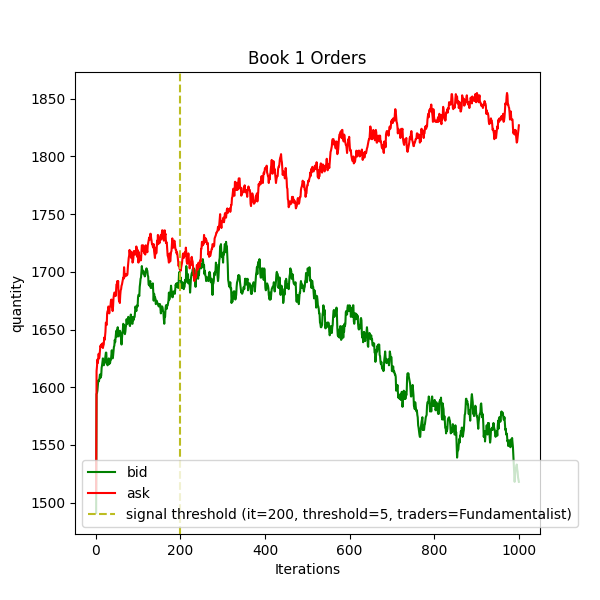 Book 1 Orders
quantity
1850
1800
1750
1700
1650
1600
1550
1500
bid
ask
signal threshold (it=200, threshold=5, traders=Fundamentalist)
0 200 400 600 800 1000
Iterations